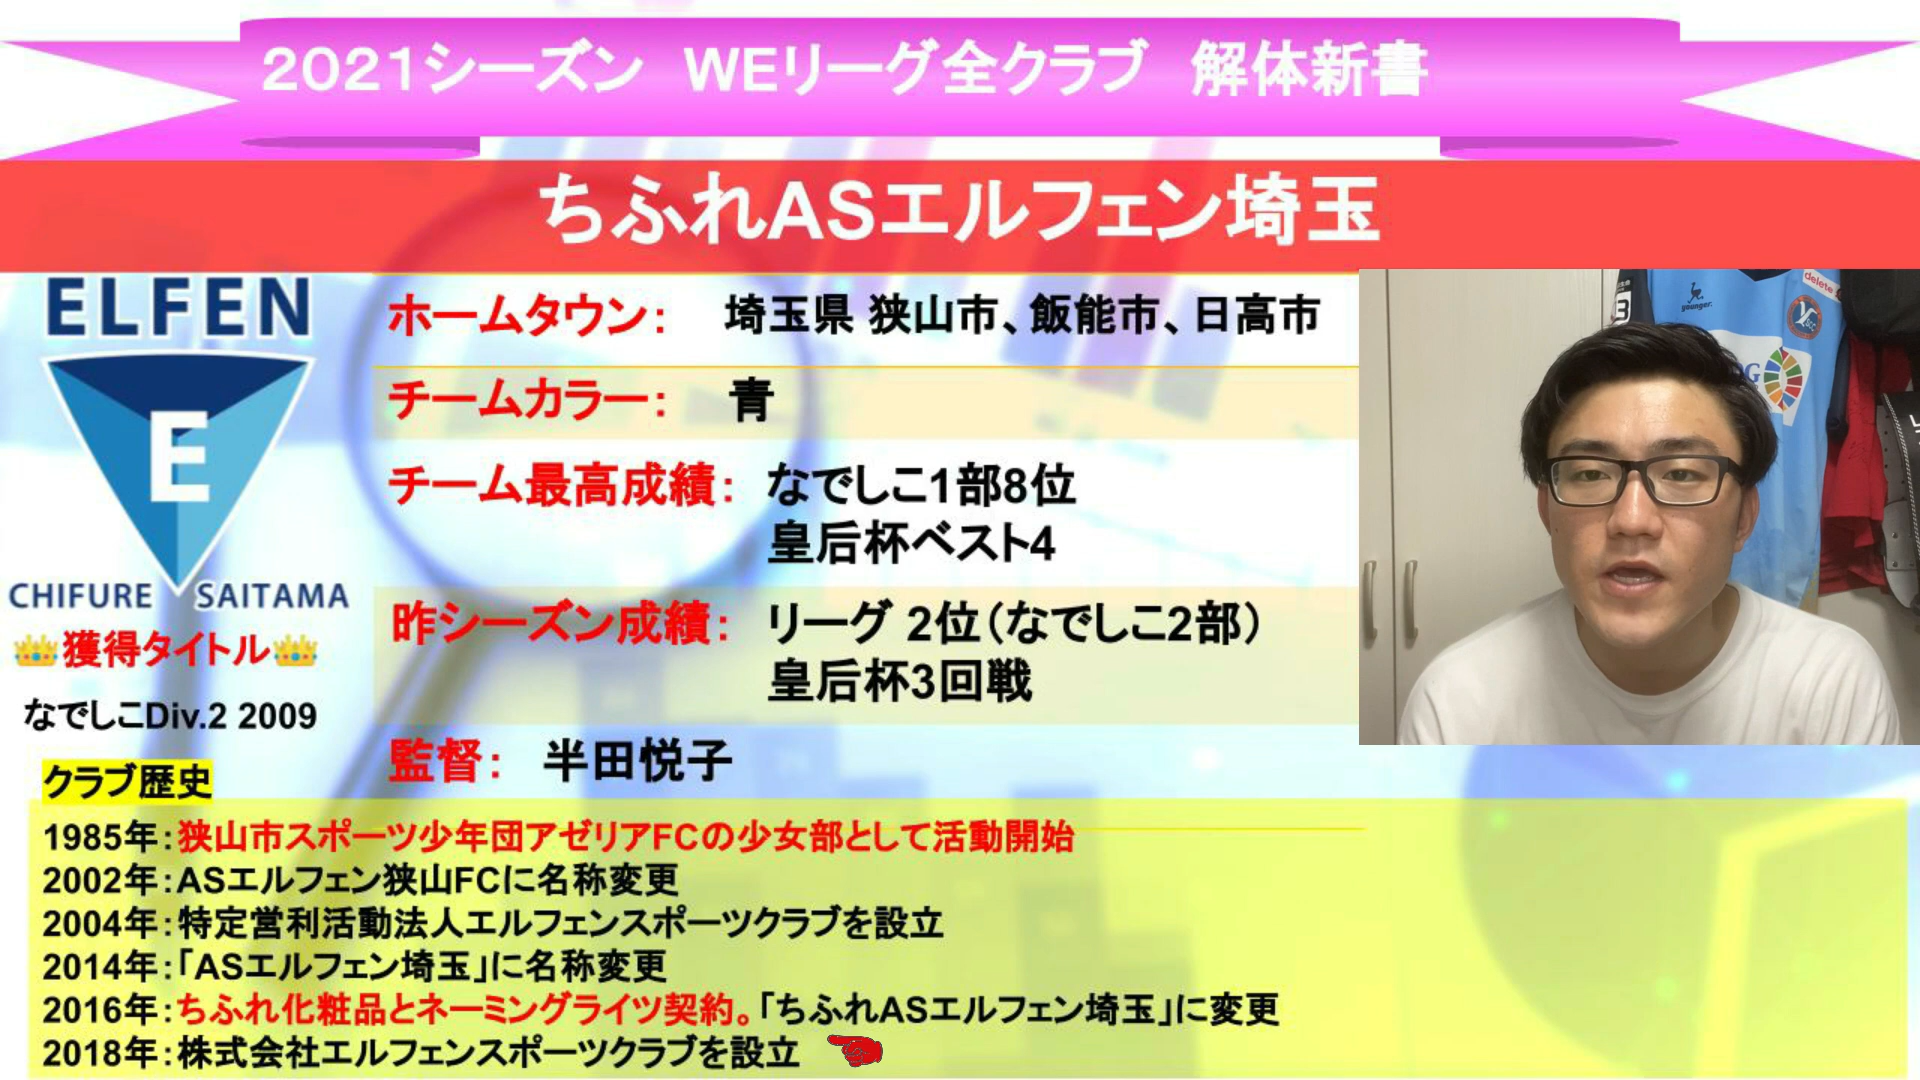 2021シーズン　WEリーグ全クラブ　解体新書
ちふれASエルフェン埼玉
ELFEN
E
CHIFURE SAITAMA
👑獲得タイトル👑
なでしこDiv.2 2009
ホームタウン：　埼玉県 狭山市、飯能市、日高市
チームカラー：　青
チーム最高成績：　なでしこ1部8位
皇后杯ベスト4
昨シーズン成績：　リーグ 2位（なでしこ2部）
皇后杯3回戦
監督：　半田悦子
クラブ歴史
1985年：狭山市スポーツ少年団アゼリアFCの少女部として活動開始
2002年：ASエルフェン狭山FCに名称変更
2004年：特定営利活動法人エルフェンスポーツクラブを設立
2014年：「ASエルフェン埼玉」に名称変更
2016年：ちふれ化粧品とネーミングライツ契約。「ちふれASエルフェン埼玉」に変更
2018年：株式会社エルフェンスポーツクラブを設立
delete
younger.